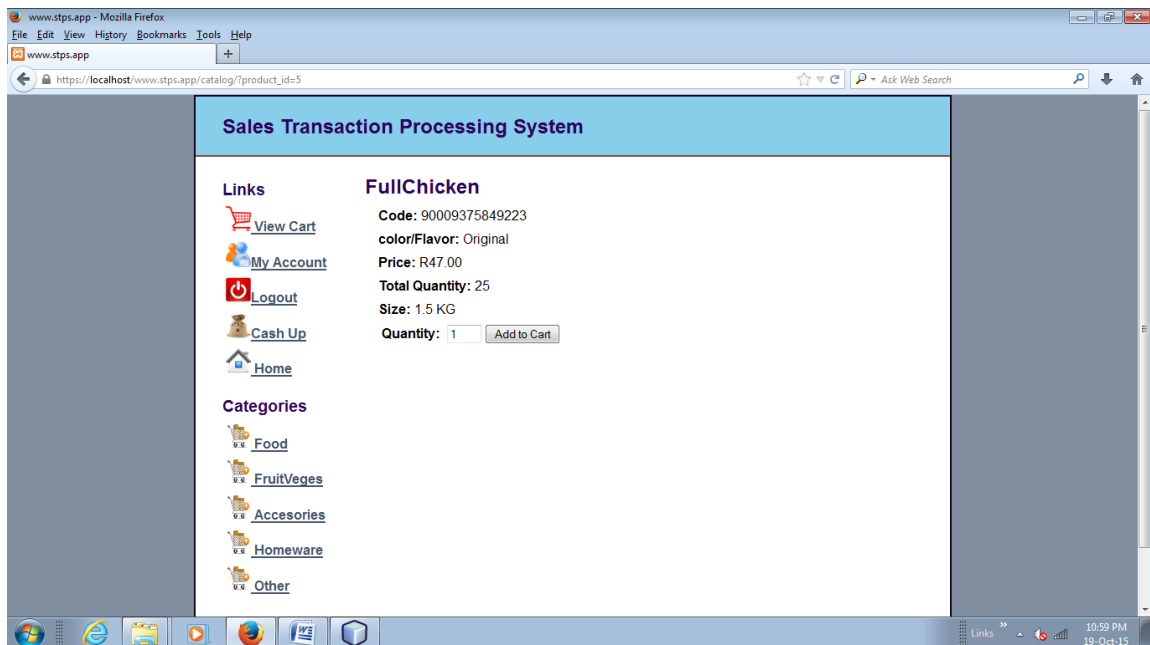 www.stps.app - Mozilla Firefox
File Edit View History Bookmarks Tools Help
www.stps.app +
https://localhost/www.stps.app/catalog/?product_id=5
Ask Web Search
Sales Transaction Processing System
Links
View Cart
My Account
Logout
Cash Up
Home
Categories
Food
FruitVeges
Accesories
Homeware
Other
FullChicken
Code: 90009375849223
color/Flavor: Original
Price: R47.00
Total Quantity: 25
Size: 1.5 KG
Quantity: 1 Add to Cart
Links »
10:59 PM
19-Oct-15